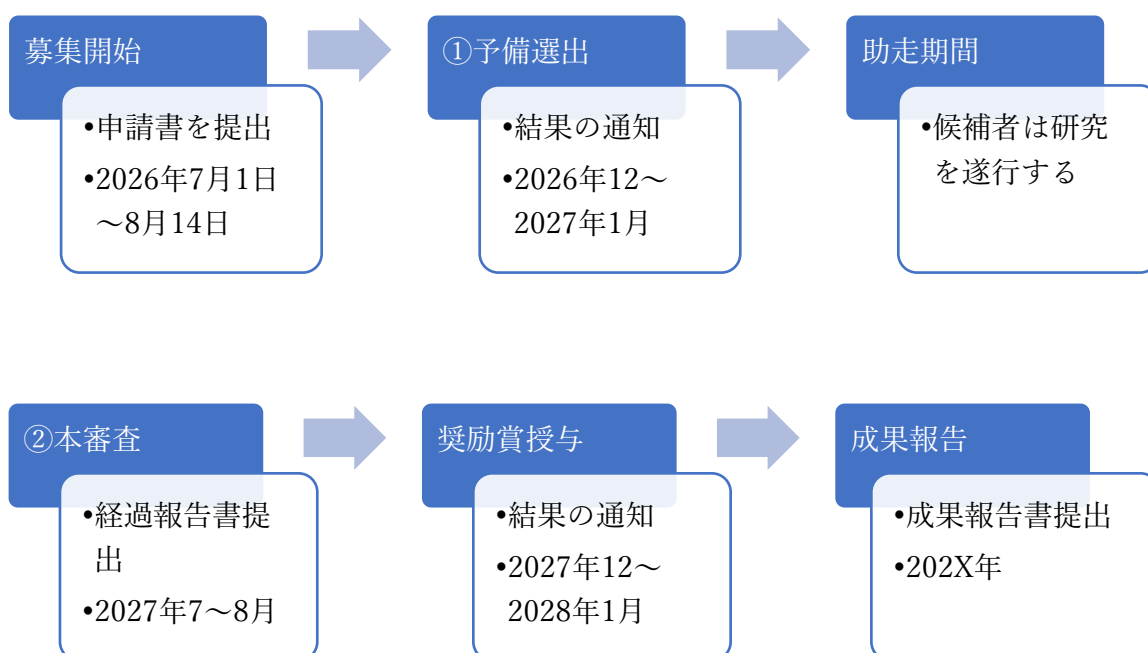 募集開始
•申請書を提出
•2026年7月1日
～8月14日
①予備選出
•結果の通知
•2026年12～
2027年1月
助走期間
•候補者は研究
を遂行する
②本審査
•経過報告書提
出
•2027年7～8月
奨励賞授与
•結果の通知
•2027年12～
2028年1月
成果報告
•成果報告書提出
•202X年